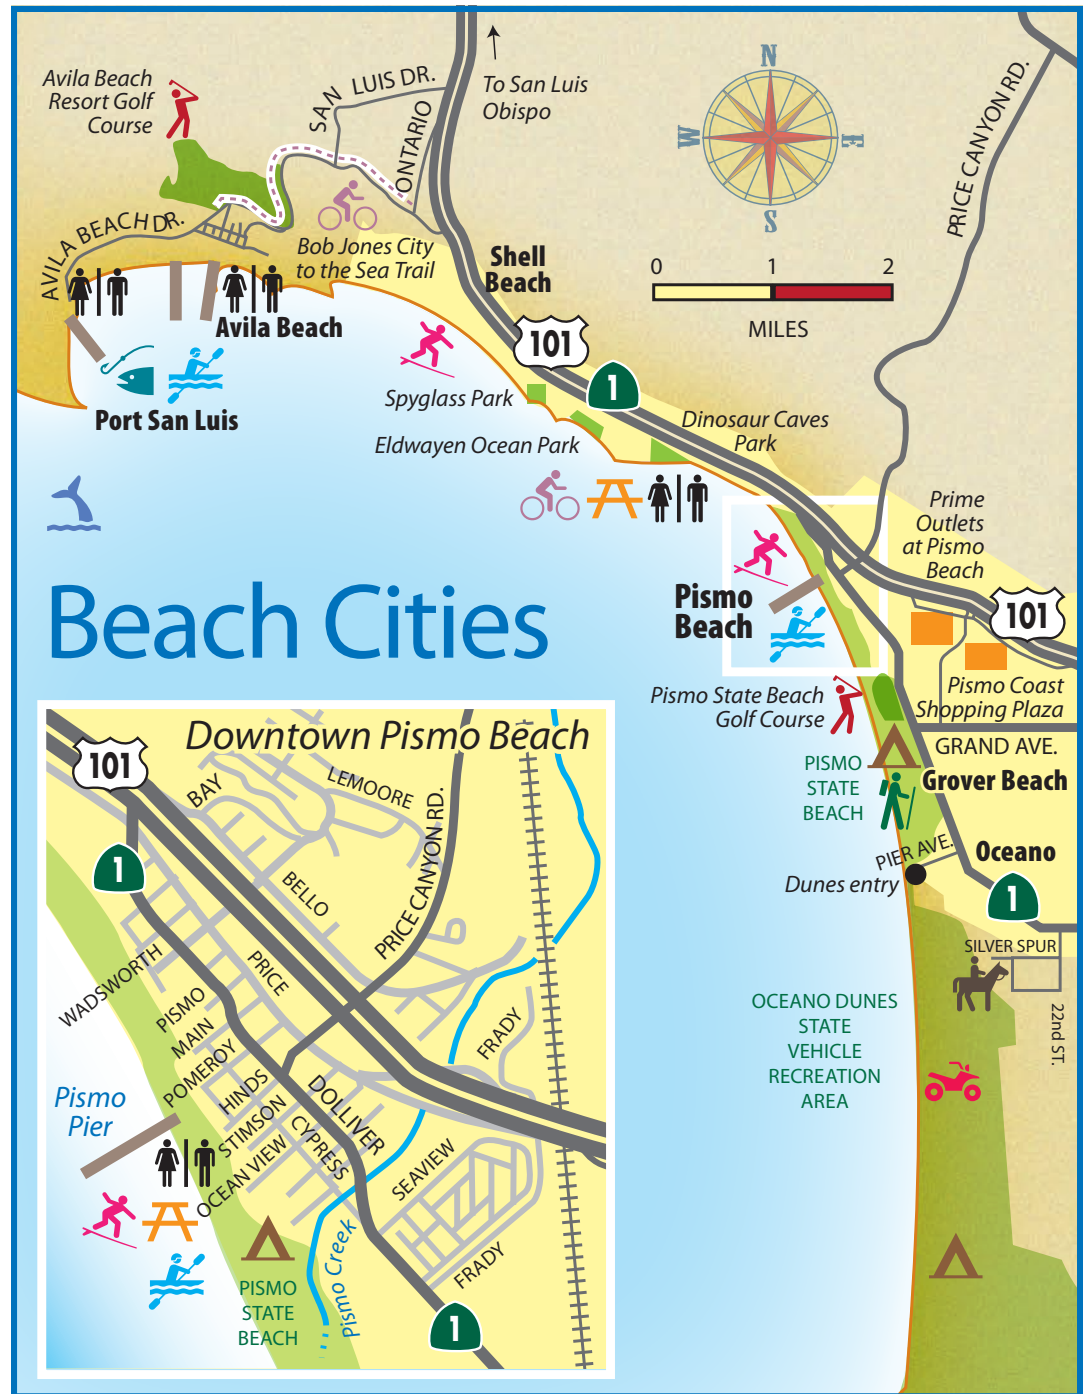 Avila Beach
Resort Golf
Course
SAN LUIS DR.
ONTARIO
To San Luis
Obispo
N
W
E
S
PRICE CANYON RD.
AVILA BEACH DR.
Bob Jones City
to the Sea Trail
Shell
Beach
0 1 2
MILES
Avila Beach
101
1
Port San Luis
Spyglass Park
Eldwayen Ocean Park
Dinosaur Caves
Park
Prime
Outlets
at Pismo
Beach
Beach Cities
Pismo
Beach
101
Pismo State Beach
Golf Course
Pismo Coast
Shopping Plaza
GRAND AVE.
PISMO
STATE
BEACH
Grover Beach
PIER AVE.
Oceano
Dunes entry
1
SILVER SPUR
22nd ST.
OCEANO DUNES
STATE
VEHICLE
RECREATION
AREA
Downtown Pismo Beach
101
BAY
LEMOORE
1
BELLO
PRICE CANYON RD.
WADSWORTH
PRICE
PISMO
MAIN
POMEROY
HINDS
STIMSON
OCEAN VIEW
DOLLIVER
CYPRESS
FRADY
SEAVIEW
FRADY
Pismo
Pier
Pismo Creek
PISMO
STATE
BEACH
1